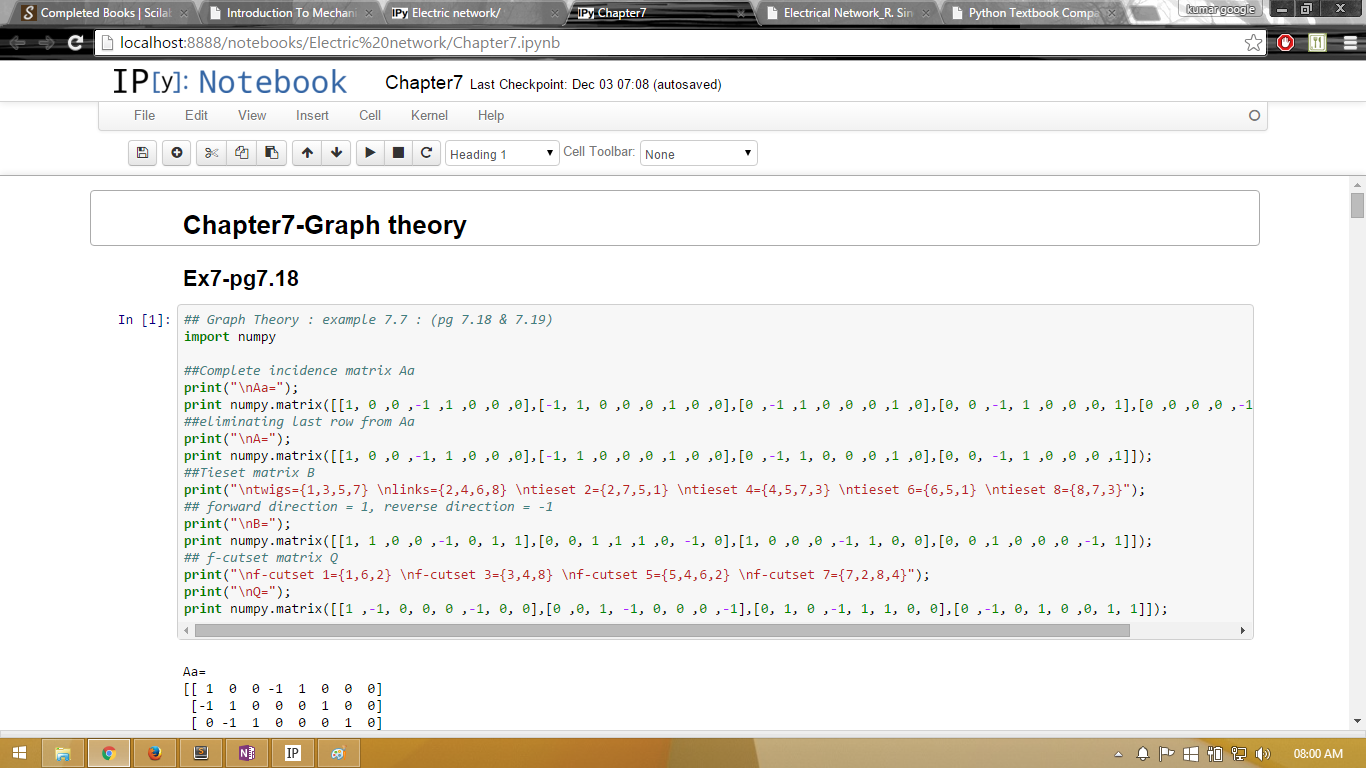 Completed Books | Scilab
Introduction To Mechani
IPy Electric network/
IPy Chapter7
Electrical Network_R. Sin
Python Textbook Compa
kumar google
localhost:8888/notebooks/Electric%20network/Chapter7.ipynb
IP[y]: Notebook
Chapter7 Last Checkpoint: Dec 03 07:08 (autosaved)
File Edit View Insert Cell Kernel Help
Heading 1 Cell Toolbar: None
Chapter7-Graph theory
Ex7-pg7.18
In [1]:
## Graph Theory : example 7.7 : (pg 7.18 & 7.19)
import numpy
##Complete incidence matrix Aa
print("\nAa=");
print numpy.matrix([[1, 0 ,0 ,-1 ,1 ,0 ,0 ,0],[-1, 1, 0 ,0 ,0 ,1 ,0 ,0],[0 ,-1 ,1 ,0 ,0 ,0 ,1 ,0],[0, 0 ,-1, 1 ,0 ,0 ,0, 1],[0 ,0 ,0 ,0 ,-1
##eliminating last row from Aa
print("\nA=");
print numpy.matrix([[1, 0 ,0 ,-1, 1 ,0 ,0 ,0],[-1, 1 ,0 ,0 ,0 ,1 ,0 ,0],[0 ,-1, 1, 0 0 ,0 ,1 ,0],[0, 0, -1, 1 ,0 ,0 ,0 ,1]]);
##Tieset matrix B
print("\ntwigs={1,3,5,7} \nlinks={2,4,6,8} \ntieset 2={2,7,5,1} \ntieset 4={4,5,7,3} \ntieset 6={6,5,1} \ntieset 8={8,7,3}");
## forward direction = 1, reverse direction = -1
print("\nB=");
print numpy.matrix([[1, 1 ,0 ,0 ,-1, 0, 1, 1],[0, 0, 1 ,1 ,1 ,0, -1, 0],[1, 0 ,0 ,0 ,-1, 1, 0, 0],[0, 0 ,1 ,0 ,0 ,0 ,-1, 1]]);
## f-cutset matrix Q
print("\nf-cutset 1={1,6,2} \nf-cutset 3={3,4,8} \nf-cutset 5={5,4,6,2} \nf-cutset 7={7,2,8,4}");
print("\nQ=");
print numpy.matrix([[1 ,-1, 0, 0, 0 ,-1, 0, 0],[0 ,0, 1, -1, 0, 0 ,0 ,-1],[0, 1, 0 ,-1, 1, 1, 0, 0],[0 ,-1, 0, 1, 0 ,0, 1, 1]]);
Aa=
[[ 1 0 0 -1 1 0 0 0]
[-1 1 0 0 0 1 0 0]
[ 0 -1 1 0 0 0 1 0]
IP
08:00 AM